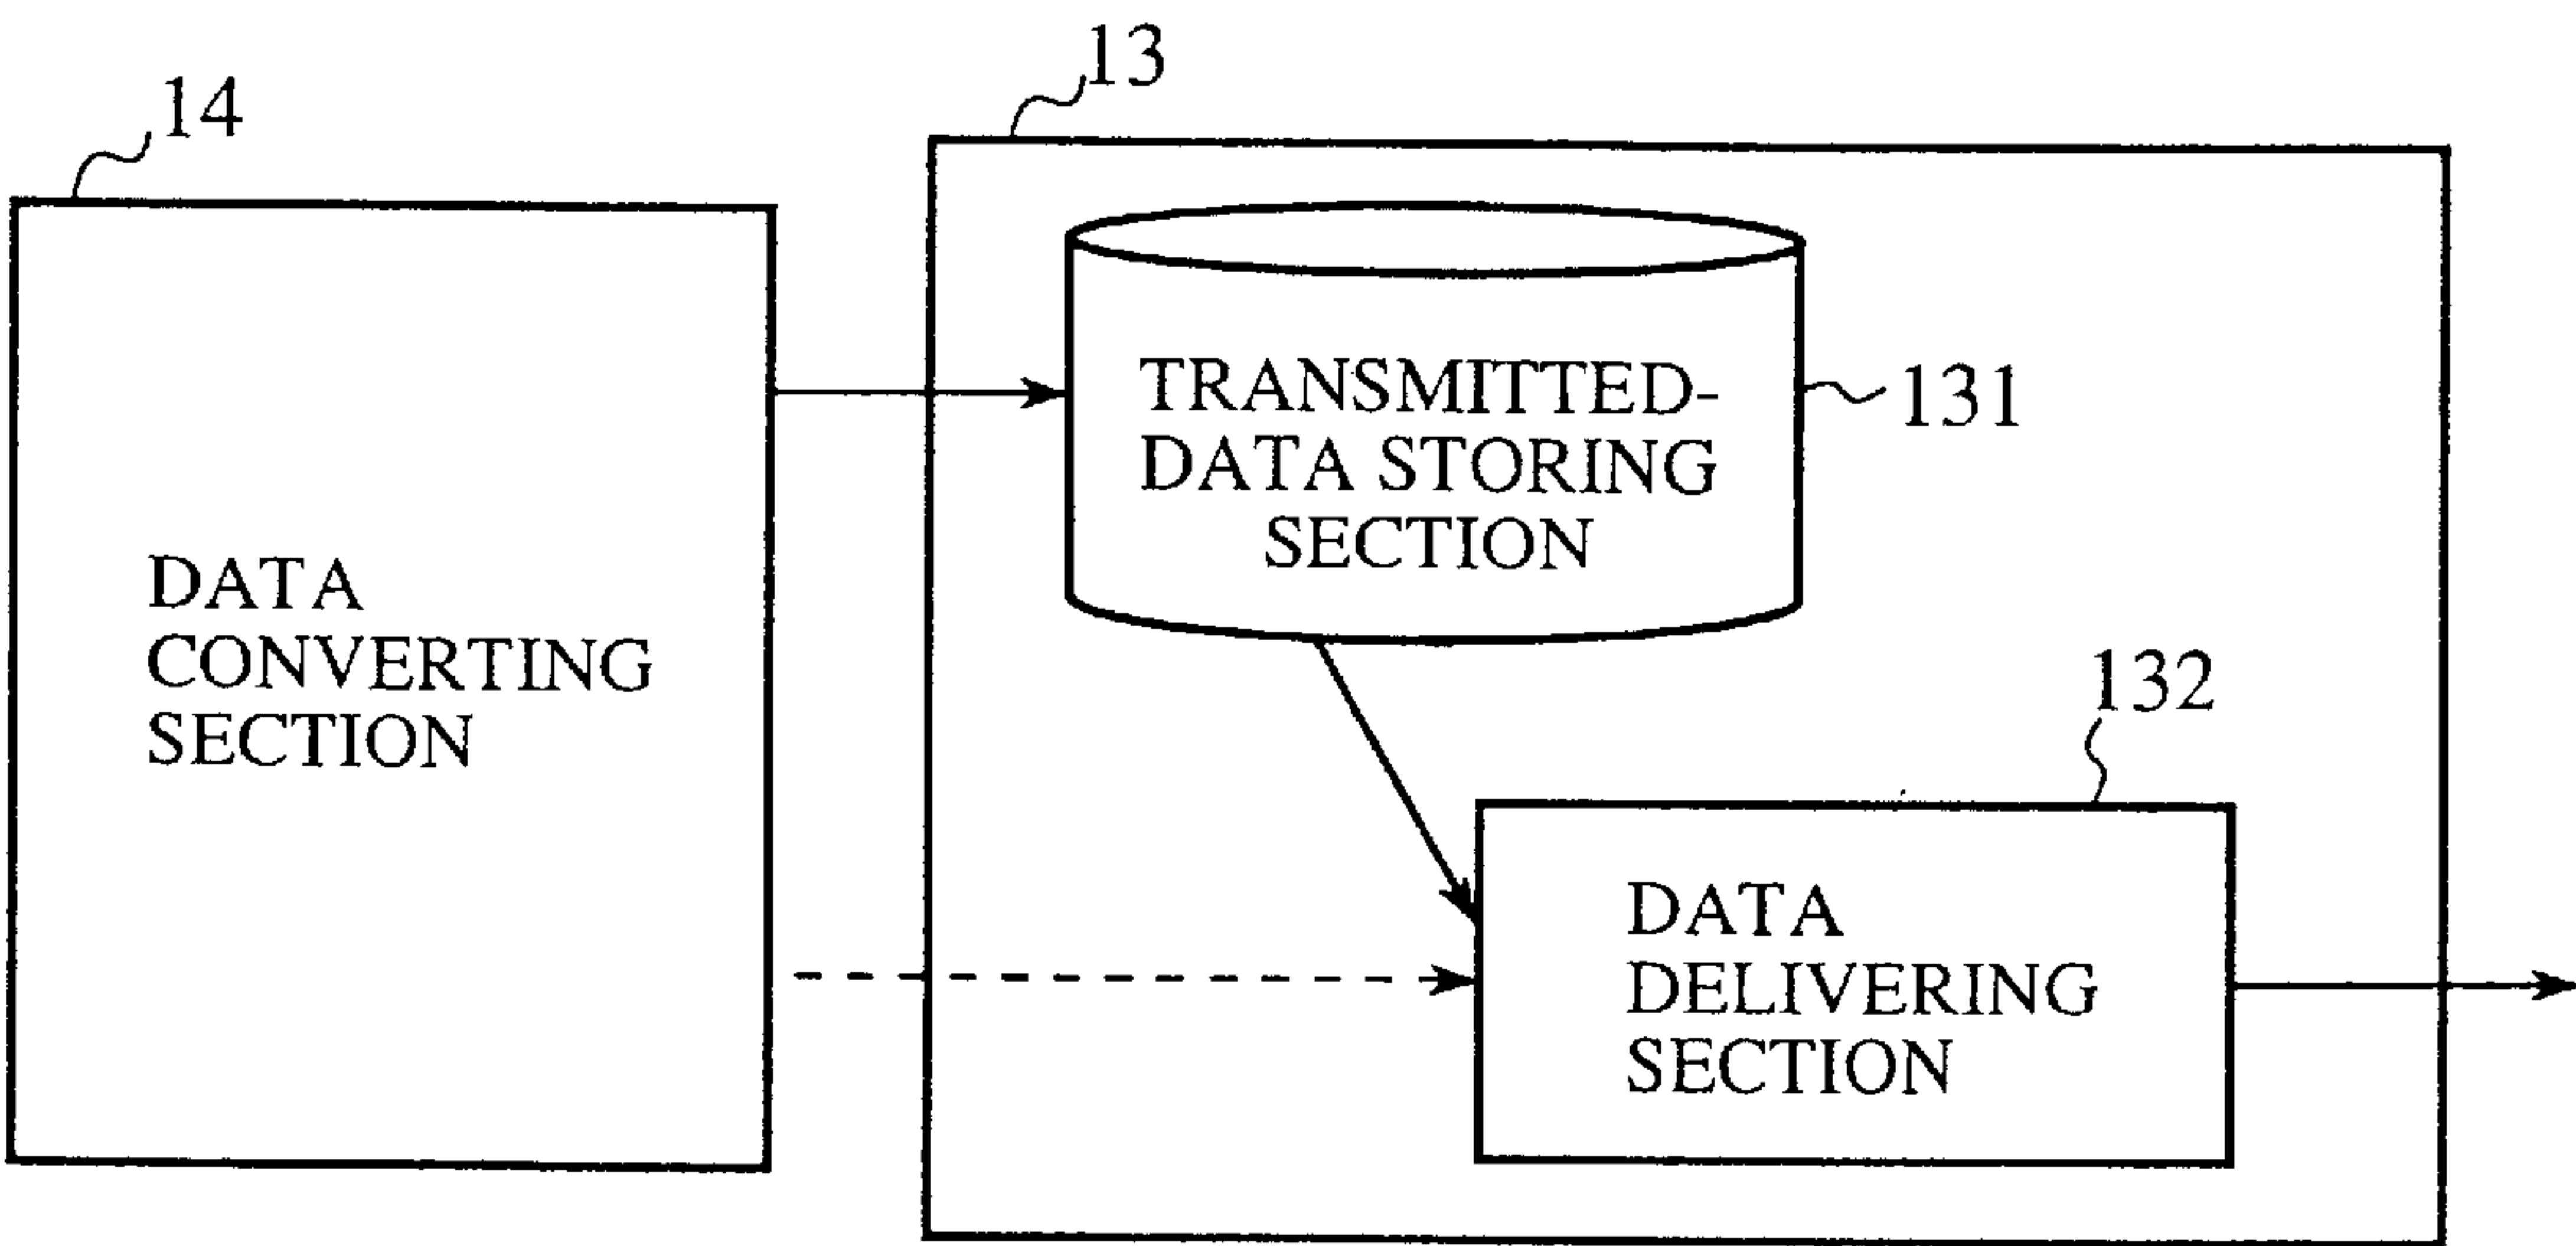 14
13
DATA
CONVERTING
SECTION
TRANSMITTED-
DATA STORING
SECTION
131
132
DATA
DELIVERING
SECTION